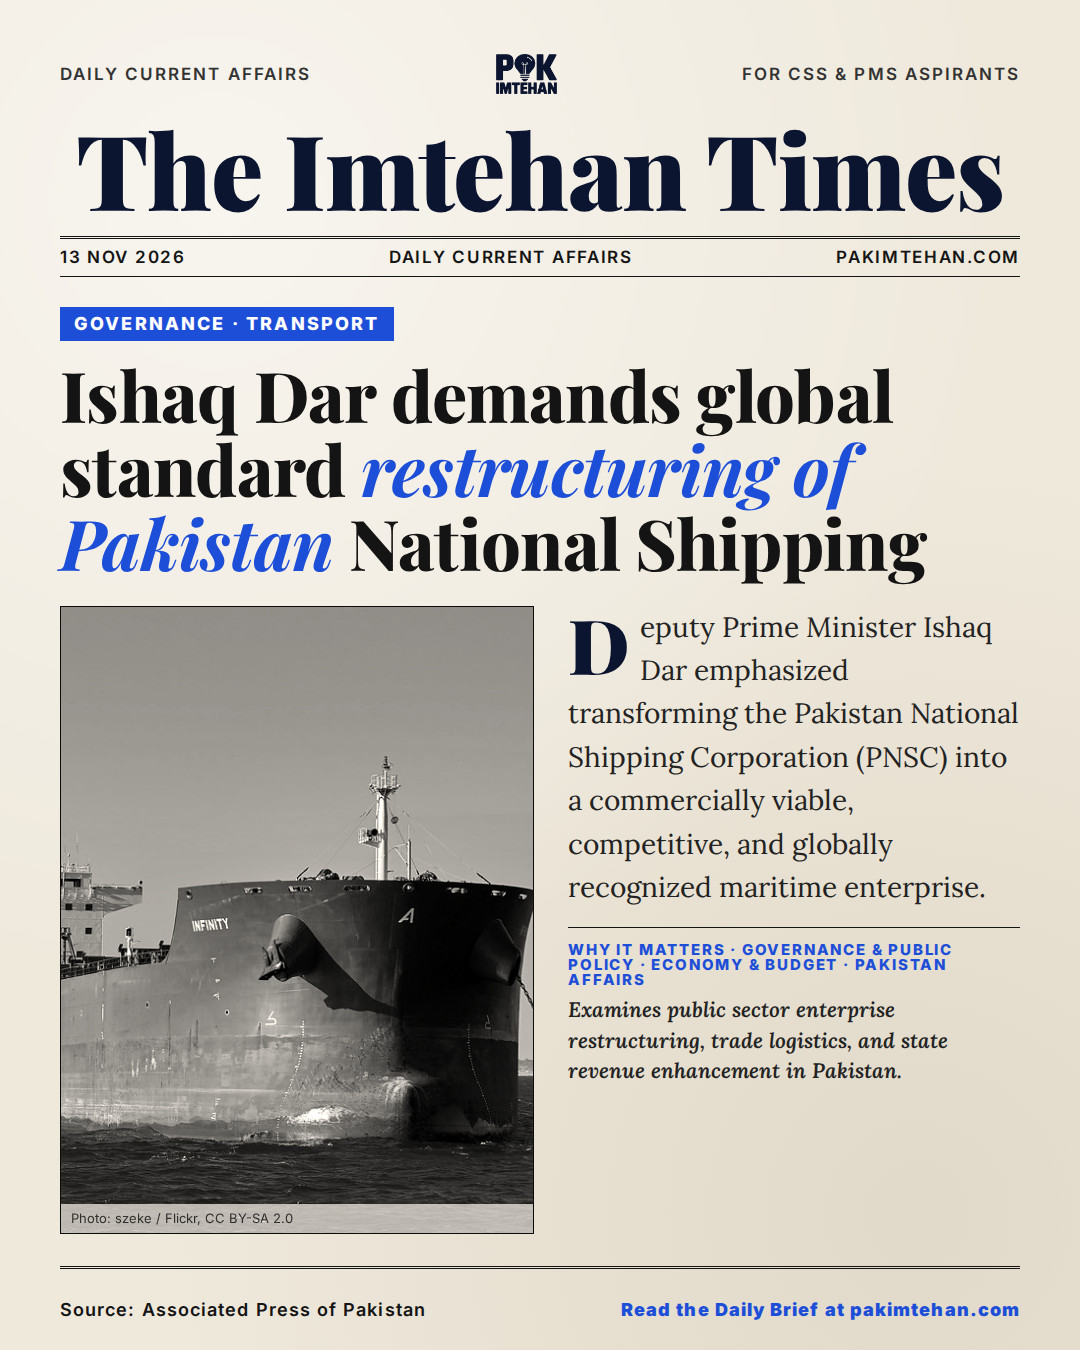 DAILY CURRENT AFFAIRS
PAK
IMTEHAN
FOR CSS & PMS ASPIRANTS
The Imtehan Times
13 NOV 2026
DAILY CURRENT AFFAIRS
PAKIMTEHAN.COM
GOVERNANCE · TRANSPORT
Ishaq Dar demands global
standard restructuring of
Pakistan National Shipping
INFINITY
A
Photo: szeke / Flickr, CC BY-SA 2.0
Deputy Prime Minister Ishaq
Dar emphasized
transforming the Pakistan National
Shipping Corporation (PNSC) into
a commercially viable,
competitive, and globally
recognized maritime enterprise.
WHY IT MATTERS · GOVERNANCE & PUBLIC
POLICY · ECONOMY & BUDGET · PAKISTAN
AFFAIRS
Examines public sector enterprise
restructuring, trade logistics, and state
revenue enhancement in Pakistan.
Source: Associated Press of Pakistan
Read the Daily Brief at pakimtehan.com